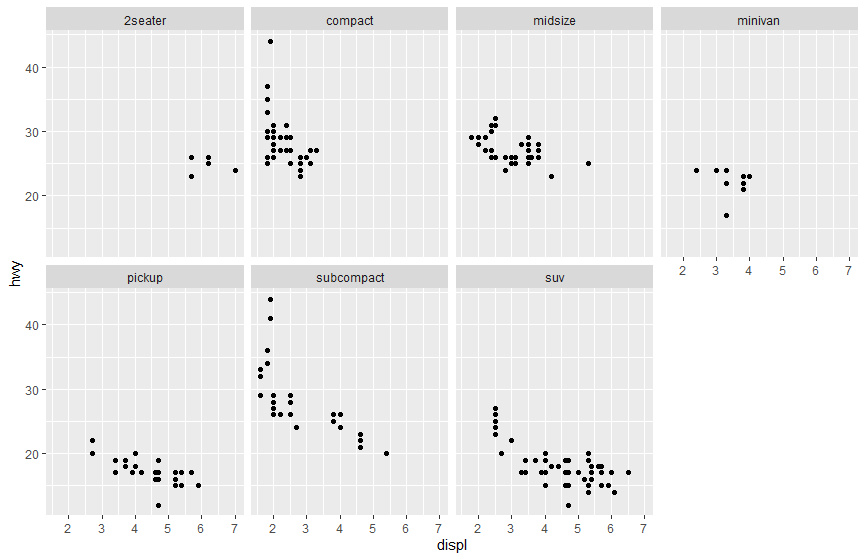 2seater compact midsize minivan
40
30
20
2 3 4 5 6 7
hwy
pickup subcompact suv
40
30
20
2 3 4 5 6 7 2 3 4 5 6 7 2 3 4 5 6 7
displ